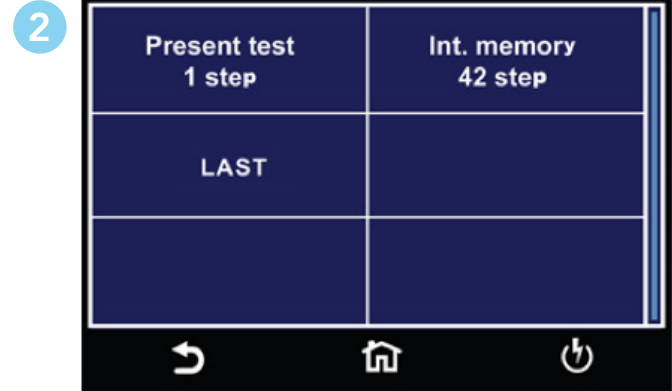 2
Present test
1 step
Int. memory
42 step
LAST